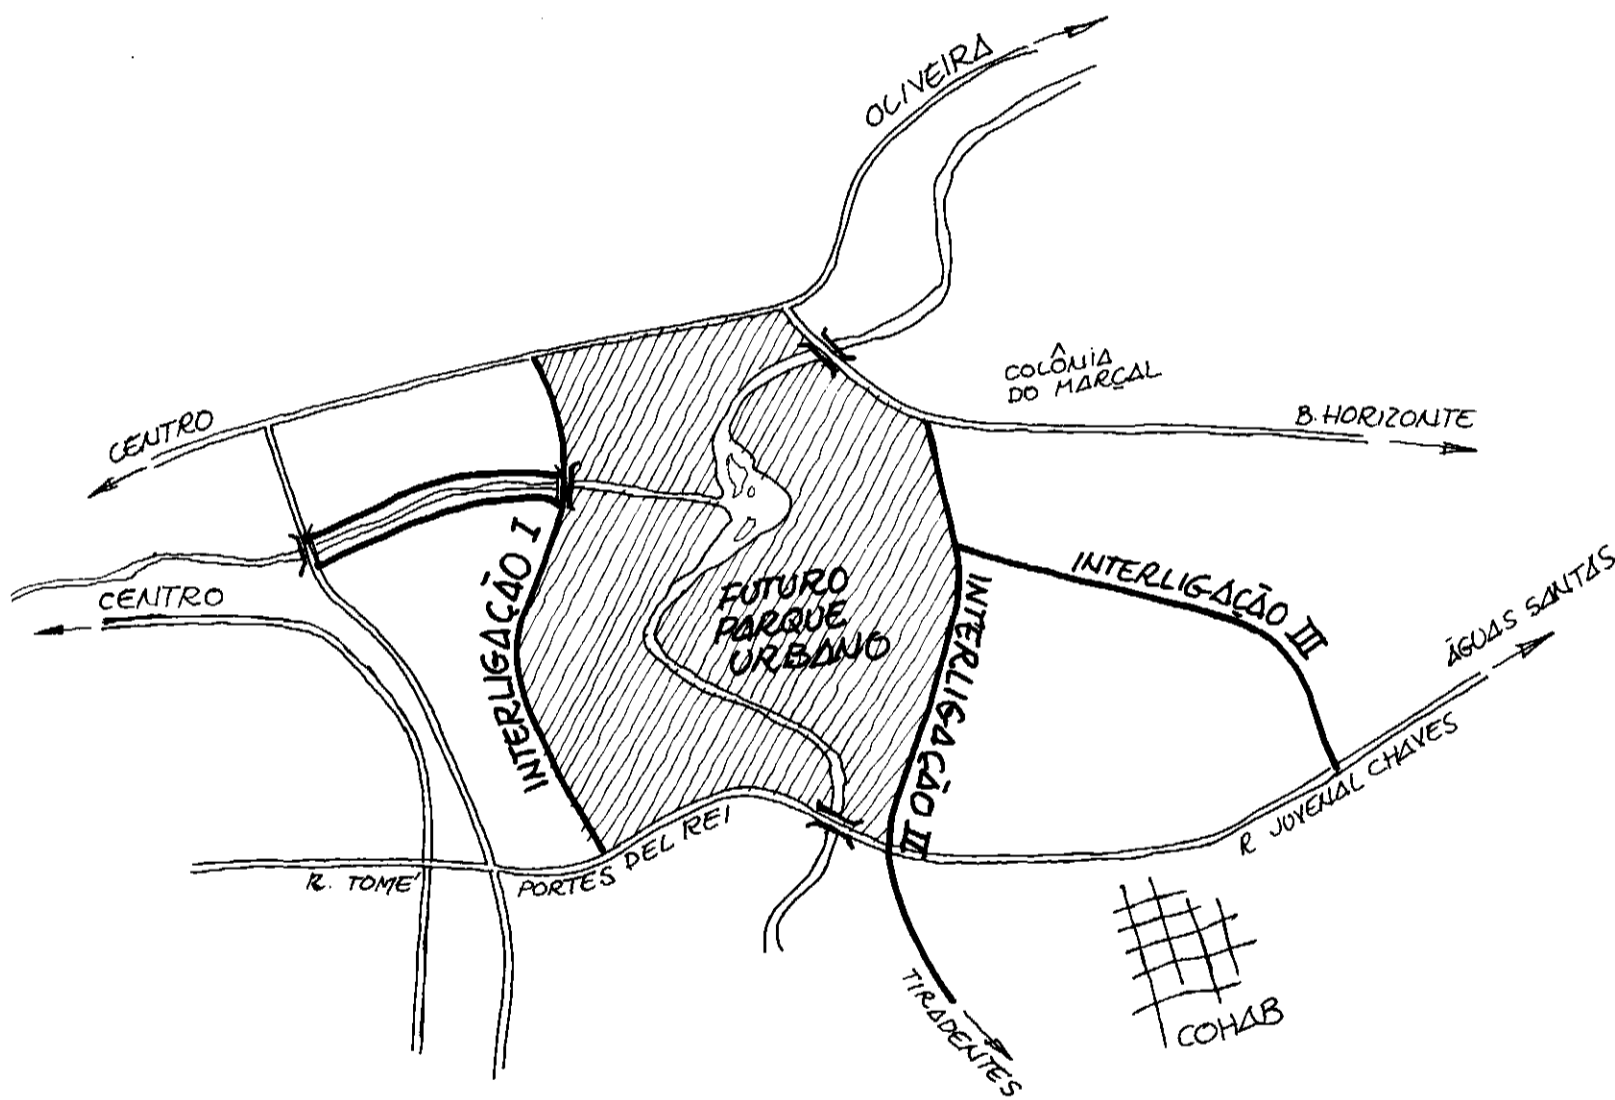 OLIVEIRA
COLÔNIA
DO MARÇAL
B. HORIZONTE
CENTRO
CENTRO
INTERLIGAÇÃO I
FUTURO
PARQUE
URBANO
INTERLIGAÇÃO II
INTERLIGAÇÃO III
ÁGUAS SANTAS
R. JUVENAL CHAVES
R. TOMÉ PORTES DEL REI
TIRADENTES
COHAB